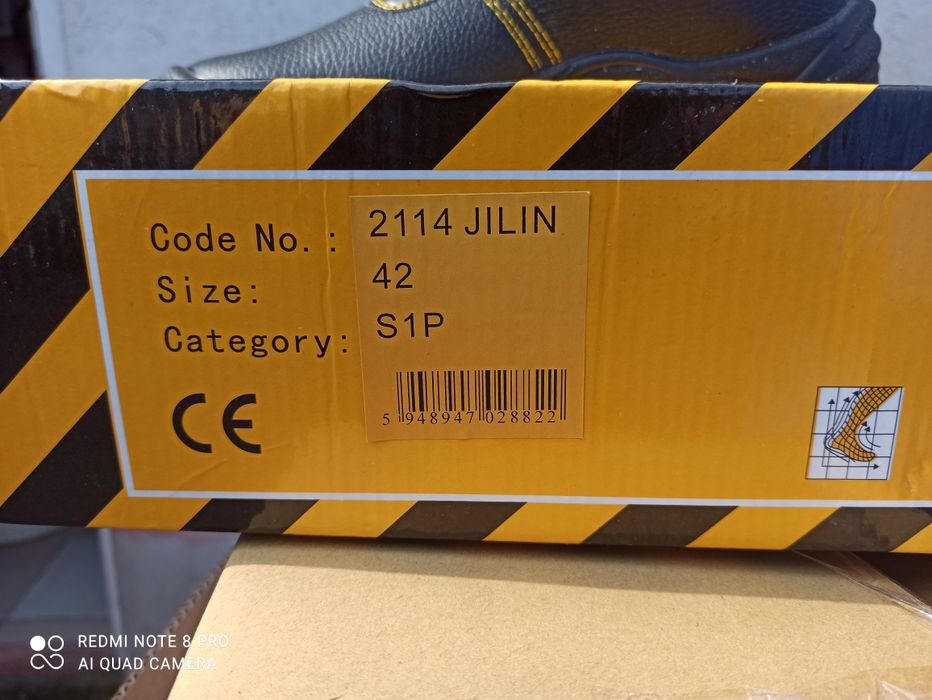 Code No. : 2114 JILIN
Size: 42
Category: S1P
CE
5 948947 028822
REDMI NOTE 8 PRO
AI QUAD CAMERA